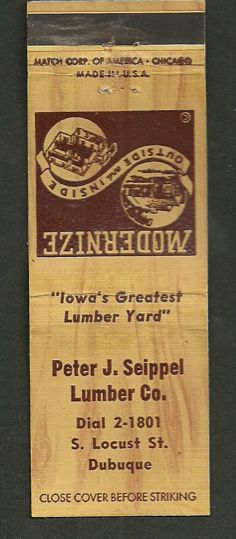 MATCH CORP. OF AMERICA • CHICAGO
MADE IN U.S.A.
©
OUTSIDE AND INSIDE
MODERNIZE
"Iowa's Greatest
Lumber Yard"
Peter J. Seippel
Lumber Co.
Dial 2-1801
S. Locust St.
Dubuque
CLOSE COVER BEFORE STRIKING